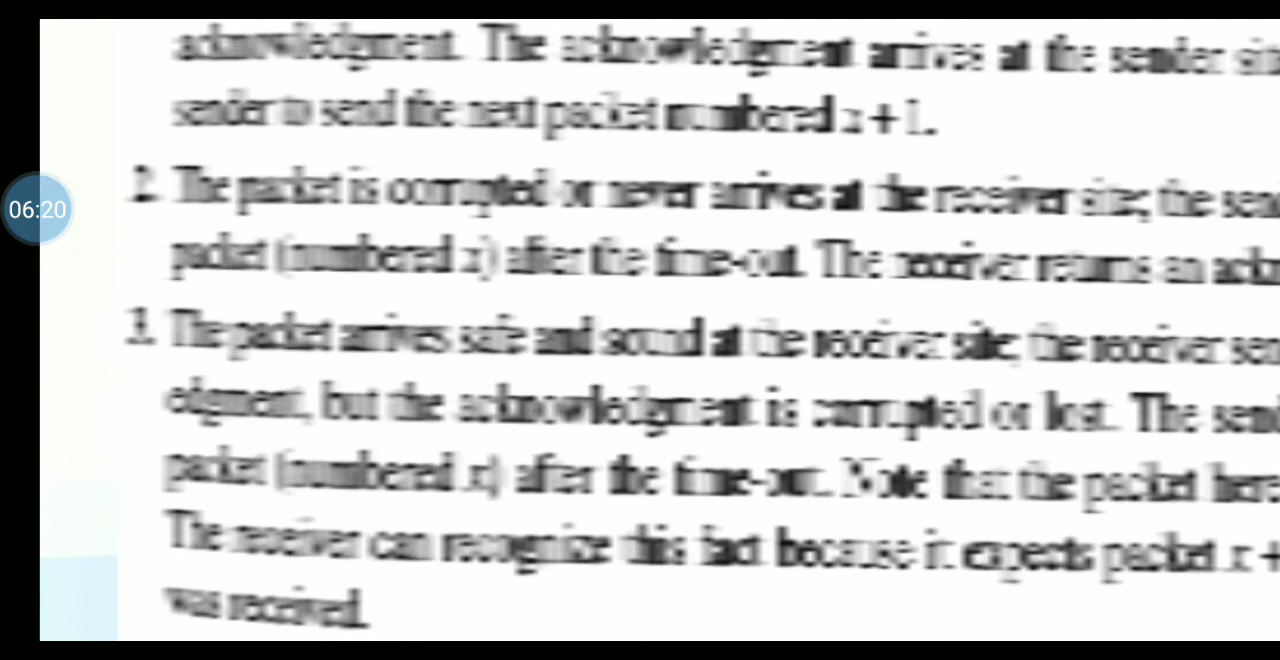 acknowledgment. The acknowledgment arrives at the sender
sender to send the next packet numbered x + 1.
2. The packet is corrupted or never arrives at the receiver site; the
06:20
packet (numbered x) after the time-out. The receiver returns an
3. The packet arrives safe and sound at the receiver site; the receiver
edgment, but the acknowledgment is corrupted or lost. The
packet (numbered x) after the time-out. Note that the packet here
The receiver can recognize this fact because it expects packet x +
was received.